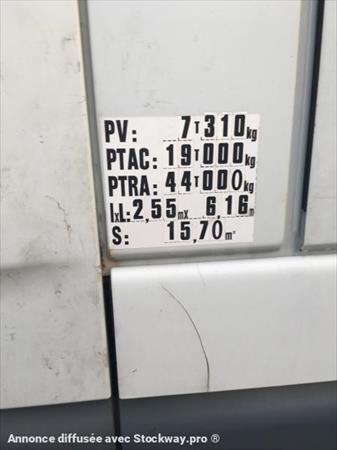 PV: 7T310kg
PTAC: 19T000kg
PTRA: 44T000kg
lxL: 2,55mx 6,16m
S: 15,70m²
Annonce diffusée avec Stockway.pro ®